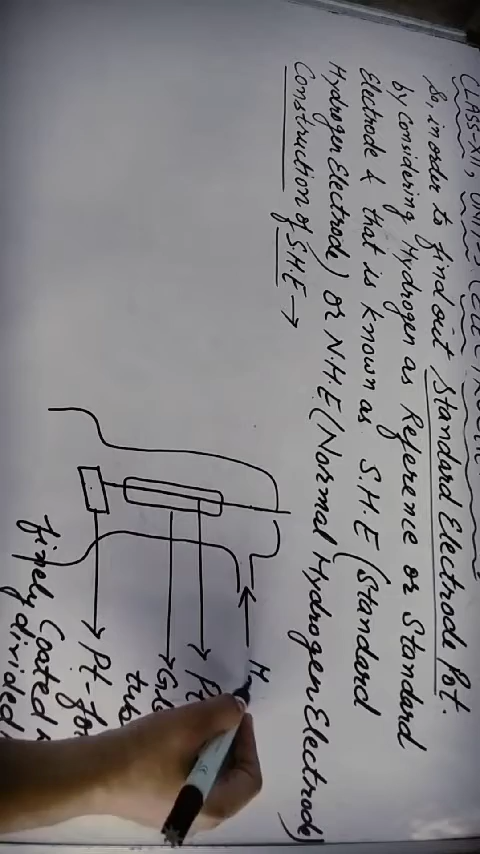 CLASS-XII, UNIT-3
So, in order to find out Standard Electrode Pot.
by considering Hydrogen as Reference or Standard
Electrode & that is known as S.H.E (Standard
Hydrogen Electrode) or N.H.E (Normal Hydrogen Electrode)
Construction of S.H.E →
H
Pt
tub
Pt-foi
finely Coated
divided